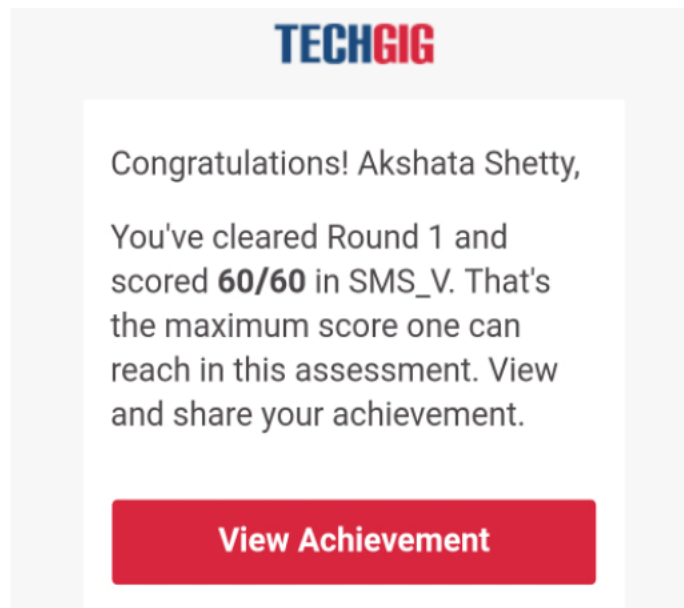 TECHGIG
Congratulations! Akshata Shetty,
You've cleared Round 1 and
scored 60/60 in SMS_V. That's
the maximum score one can
reach in this assessment. View
and share your achievement.
View Achievement